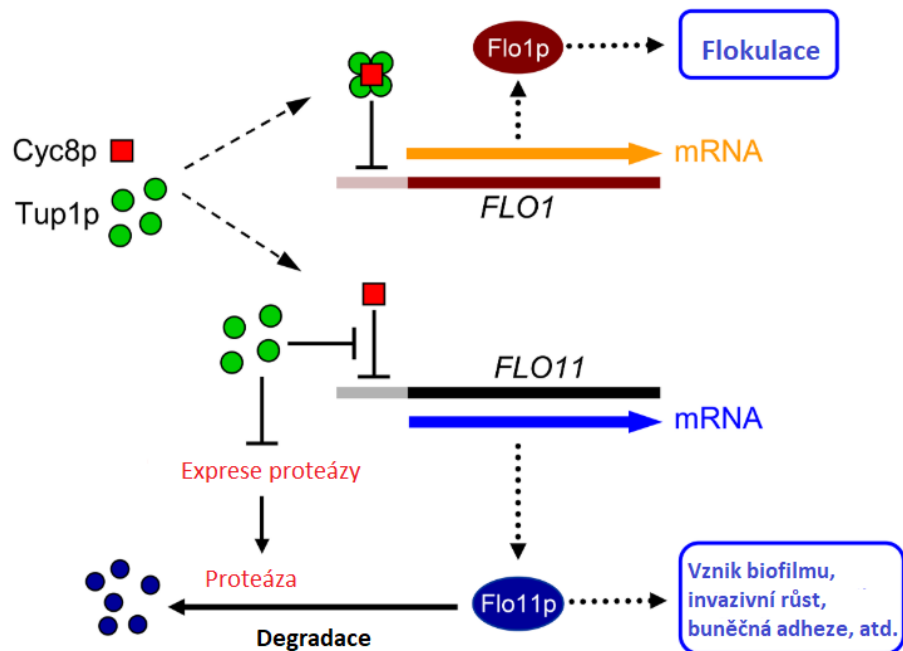 Flo1p
Flokulace
Cyc8p
mRNA
Tup1p
FLO1
FLO11
mRNA
Exprese proteázy
Proteáza
Flo11p
Vznik biofilmu,
invazivní růst,
buněčná adheze, atd.
Degradace